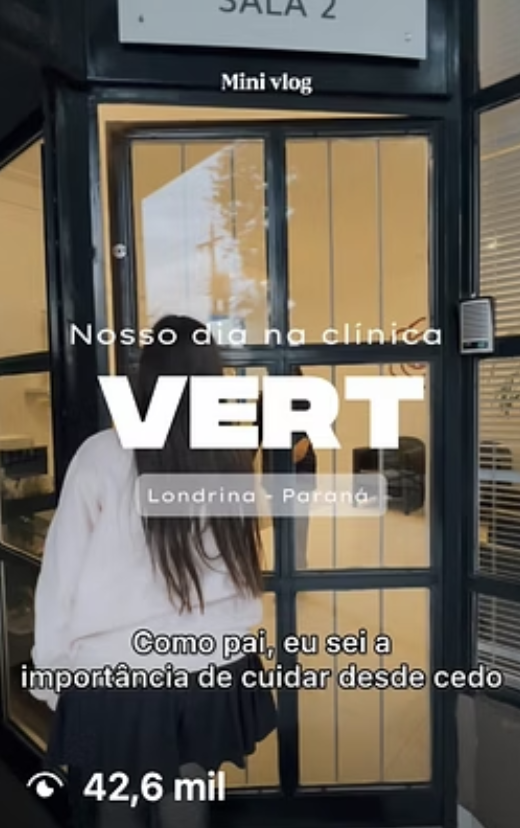 SALA 2
Mini vlog
Nosso dia na clínica
VERT
Londrina - Paraná
Como pai, eu sei a
importância de cuidar desde cedo
42,6 mil